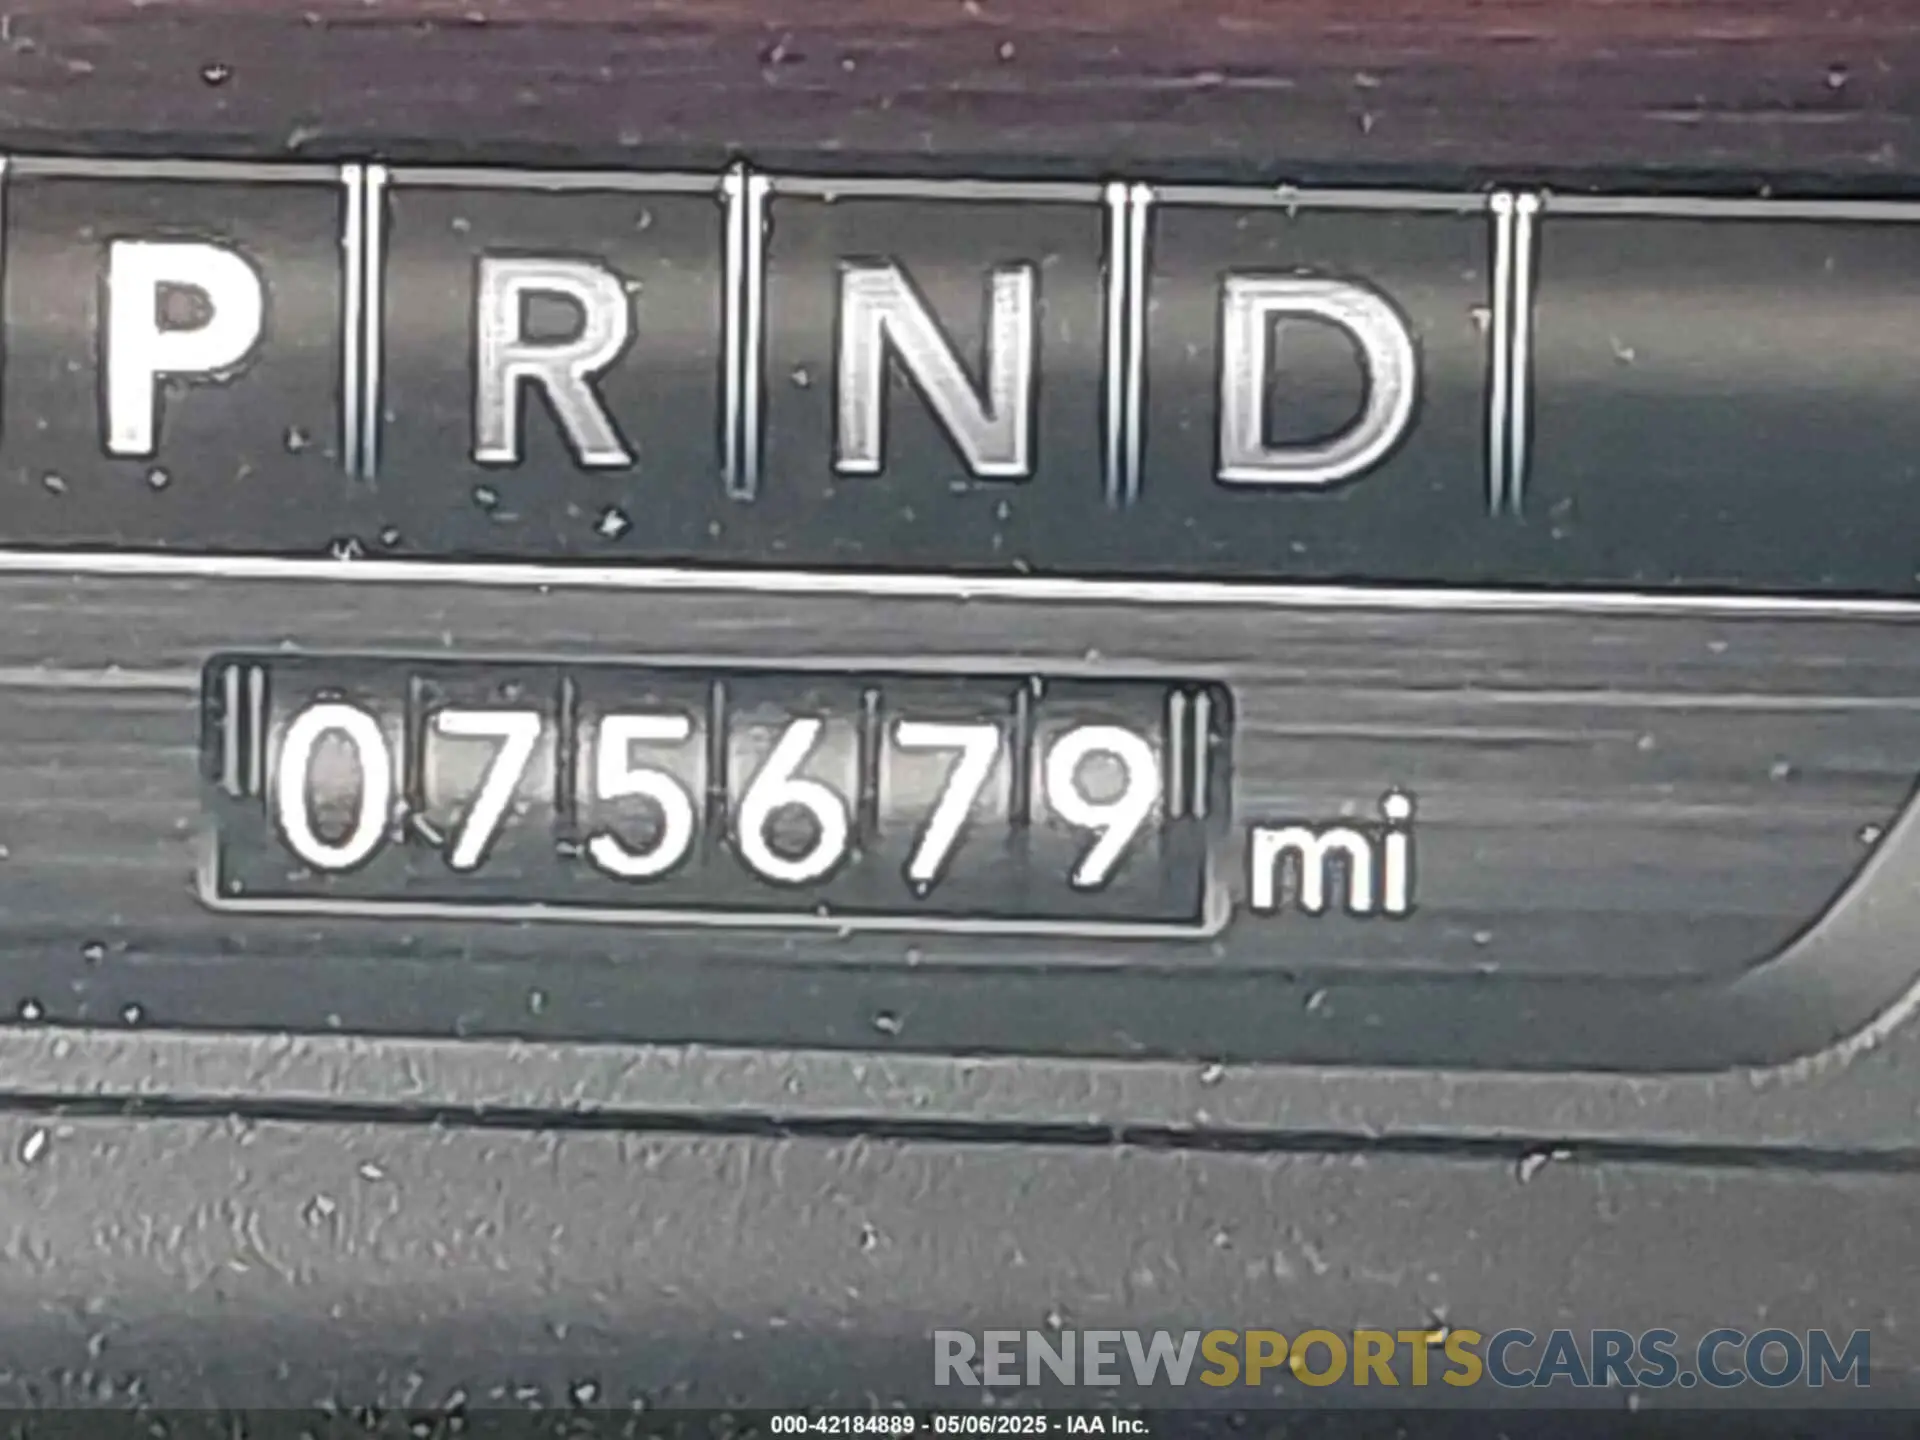 P R N D
075679 mi
RENEWSPORTSCARS.COM
000-42184889 - 05/06/2025 - IAA Inc.